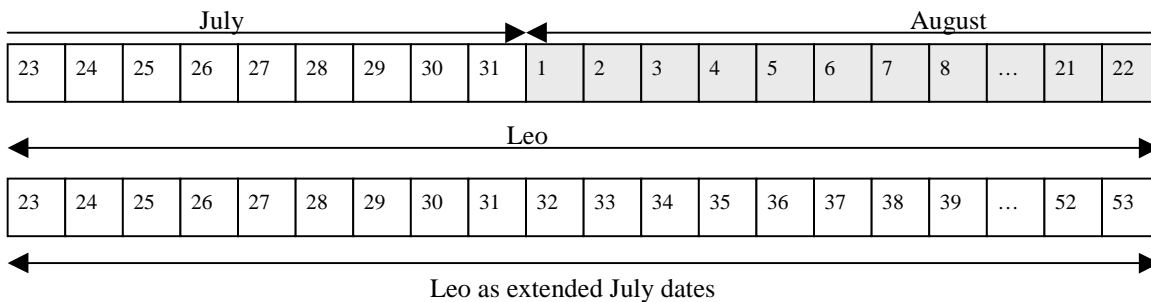 July August
23 24 25 26 27 28 29 30 31 1 2 3 4 5 6 7 8 … 21 22
Leo
23 24 25 26 27 28 29 30 31 32 33 34 35 36 37 38 39 … 52 53
Leo as extended July dates